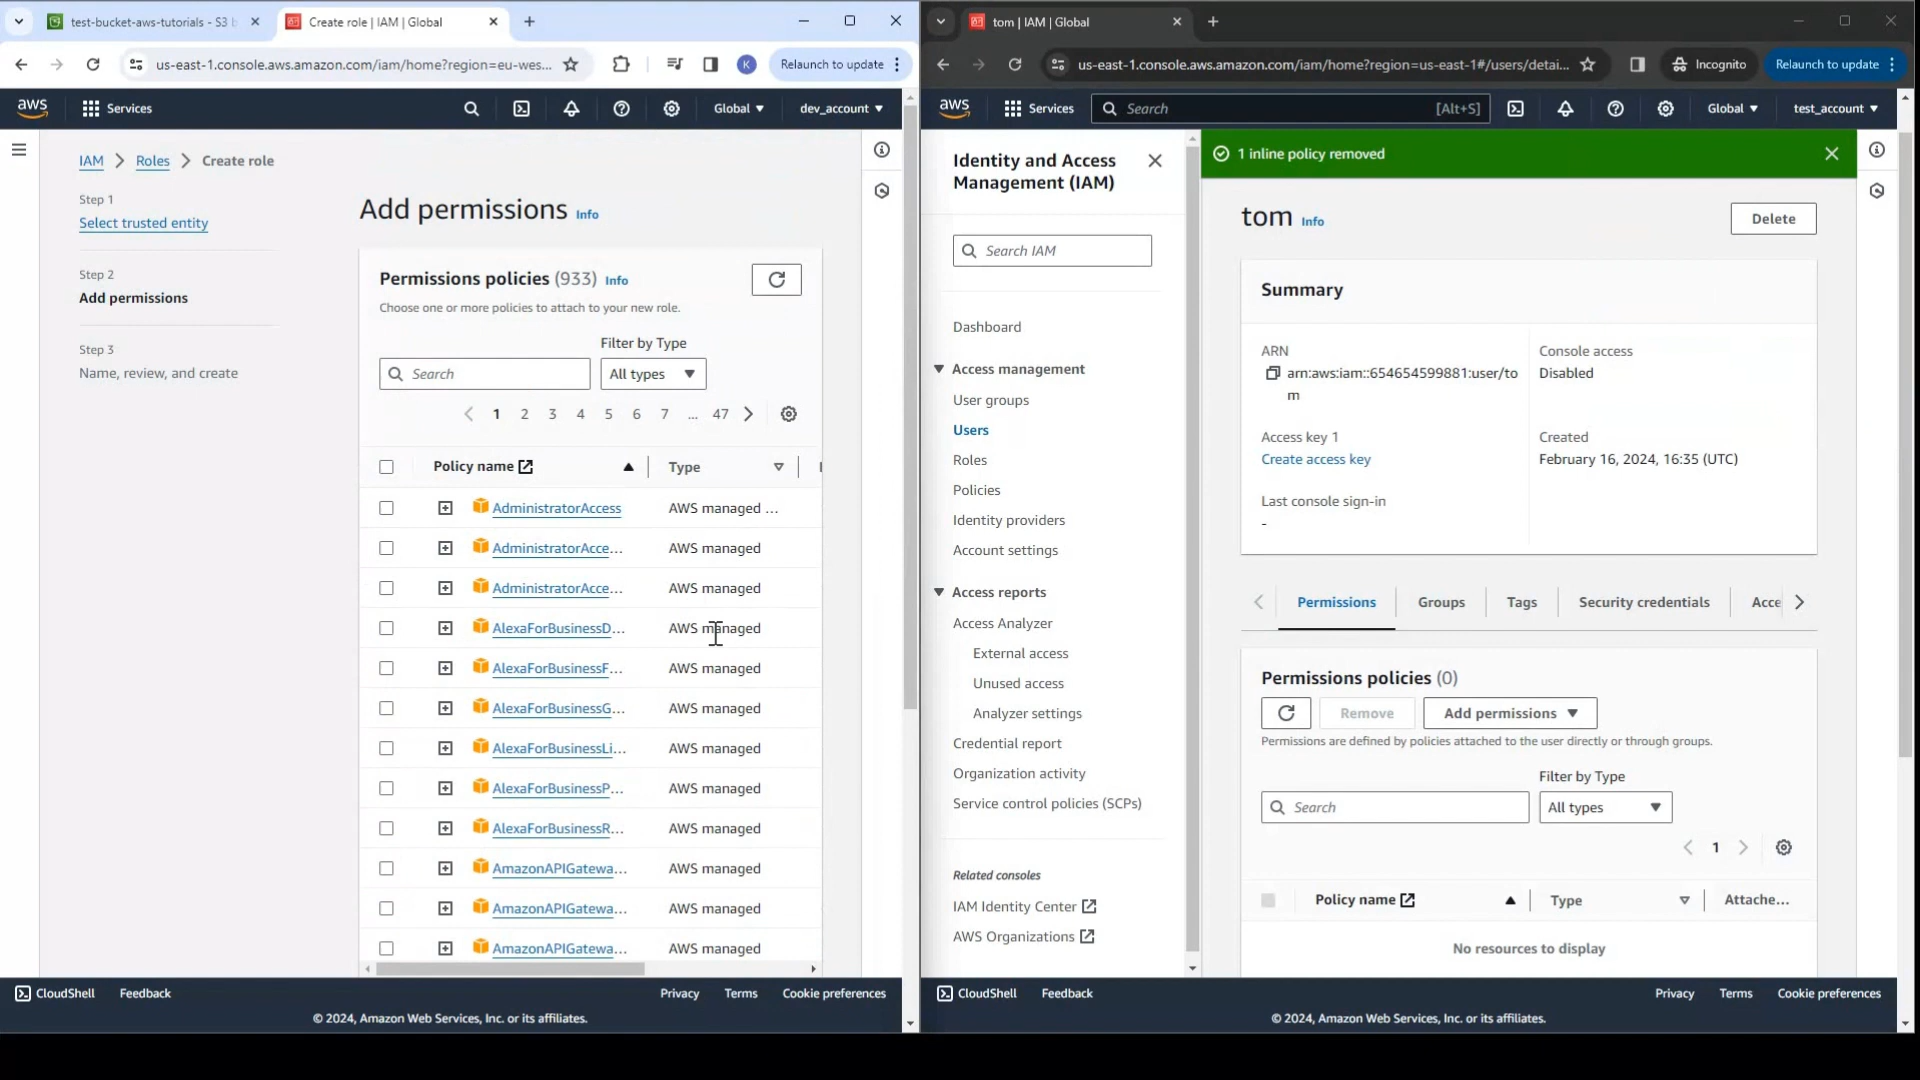 test-bucket-aws-tutorials - S3 b
Create role | IAM | Global
us-east-1.console.aws.amazon.com/iam/home?region=eu-wes...
K
Relaunch to update
aws
Services
Global
dev_account
IAM
Roles
Create role
Step 1
Select trusted entity
Step 2
Add permissions
Step 3
Name, review, and create
Add permissions Info
Permissions policies (933) Info
Choose one or more policies to attach to your new role.
Filter by Type
Search
All types
1 2 3 4 5 6 7 ... 47
Policy name
Type
AdministratorAccess AWS managed ...
AdministratorAcce... AWS managed
AdministratorAcce... AWS managed
AlexaForBusinessD... AWS managed
AlexaForBusinessF... AWS managed
AlexaForBusinessG... AWS managed
AlexaForBusinessLi... AWS managed
AlexaForBusinessP... AWS managed
AlexaForBusinessR... AWS managed
AmazonAPIGatewa... AWS managed
AmazonAPIGatewa... AWS managed
AmazonAPIGatewa... AWS managed
CloudShell Feedback Privacy Terms Cookie preferences
© 2024, Amazon Web Services, Inc. or its affiliates.
tom | IAM | Global
us-east-1.console.aws.amazon.com/iam/home?region=us-east-1#/users/detai...
Incognito
Relaunch to update
aws
Services
Search [Alt+S]
Global
test_account
Identity and Access
Management (IAM)
Search IAM
Dashboard
Access management
User groups
Users
Roles
Policies
Identity providers
Account settings
Access reports
Access Analyzer
External access
Unused access
Analyzer settings
Credential report
Organization activity
Service control policies (SCPs)
Related consoles
IAM Identity Center
AWS Organizations
1 inline policy removed
tom Info
Delete
Summary
ARN
arn:aws:iam::654654599881:user/to
m
Console access
Disabled
Access key 1
Create access key
Created
February 16, 2024, 16:35 (UTC)
Last console sign-in
-
Permissions Groups Tags Security credentials Acce
Permissions policies (0)
Remove
Add permissions
Permissions are defined by policies attached to the user directly or through groups.
Filter by Type
Search
All types
1
Policy name
Type
Attache...
No resources to display
CloudShell Feedback Privacy Terms Cookie preferences
© 2024, Amazon Web Services, Inc. or its affiliates.